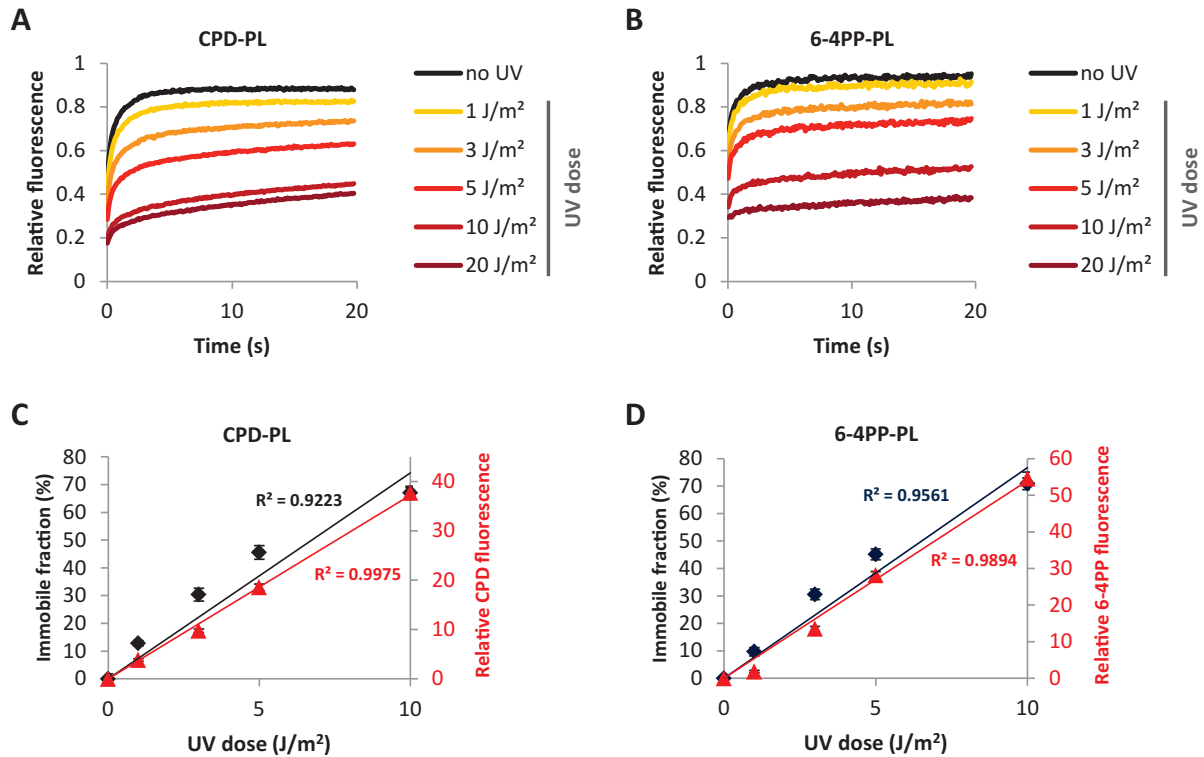 A
CPD-PL
Relative fluorescence
1
0.8
0.6
0.4
0.2
0
0
10
20
Time (s)
no UV
1 J/m²
3 J/m²
5 J/m²
10 J/m²
20 J/m²
UV dose
B
6-4PP-PL
Relative fluorescence
1
0.8
0.6
0.4
0.2
0
0
10
20
Time (s)
no UV
1 J/m²
3 J/m²
5 J/m²
10 J/m²
20 J/m²
UV dose
C
CPD-PL
Immobile fraction (%)
80
70
60
50
40
30
20
10
0
R² = 0.9223
R² = 0.9975
40
30
20
10
0
Relative CPD fluorescence
0
5
10
UV dose (J/m²)
D
6-4PP-PL
Immobile fraction (%)
80
70
60
50
40
30
20
10
0
R² = 0.9561
R² = 0.9894
60
50
40
30
20
10
0
Relative 6-4PP fluorescence
0
5
10
UV dose (J/m²)